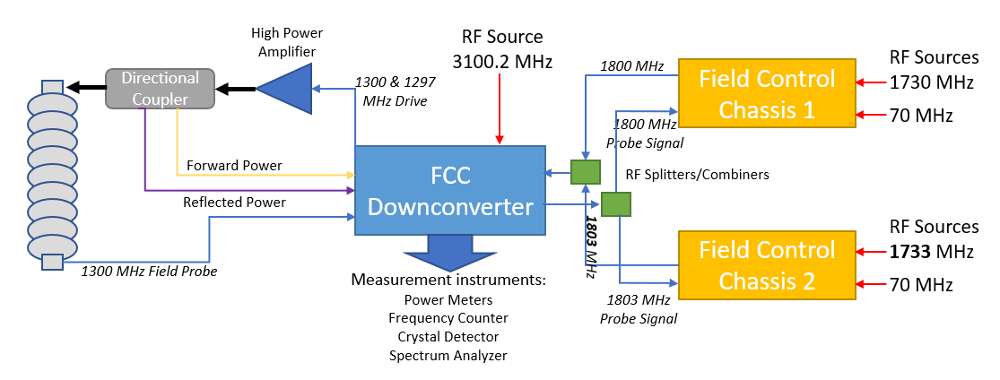 High Power
Amplifier
RF Source
3100.2 MHz
RF Sources
1730 MHz
70 MHz
1800 MHz
Field Control
Chassis 1
Directional
Coupler
1300 & 1297
MHz Drive
1800 MHz
Probe Signal
Forward Power
FCC
Downconverter
RF Splitters/Combiners
Reflected Power
1803 MHz
RF Sources
1733 MHz
70 MHz
Field Control
Chassis 2
1300 MHz Field Probe
1803 MHz
Probe Signal
Measurement instruments:
Power Meters
Frequency Counter
Crystal Detector
Spectrum Analyzer